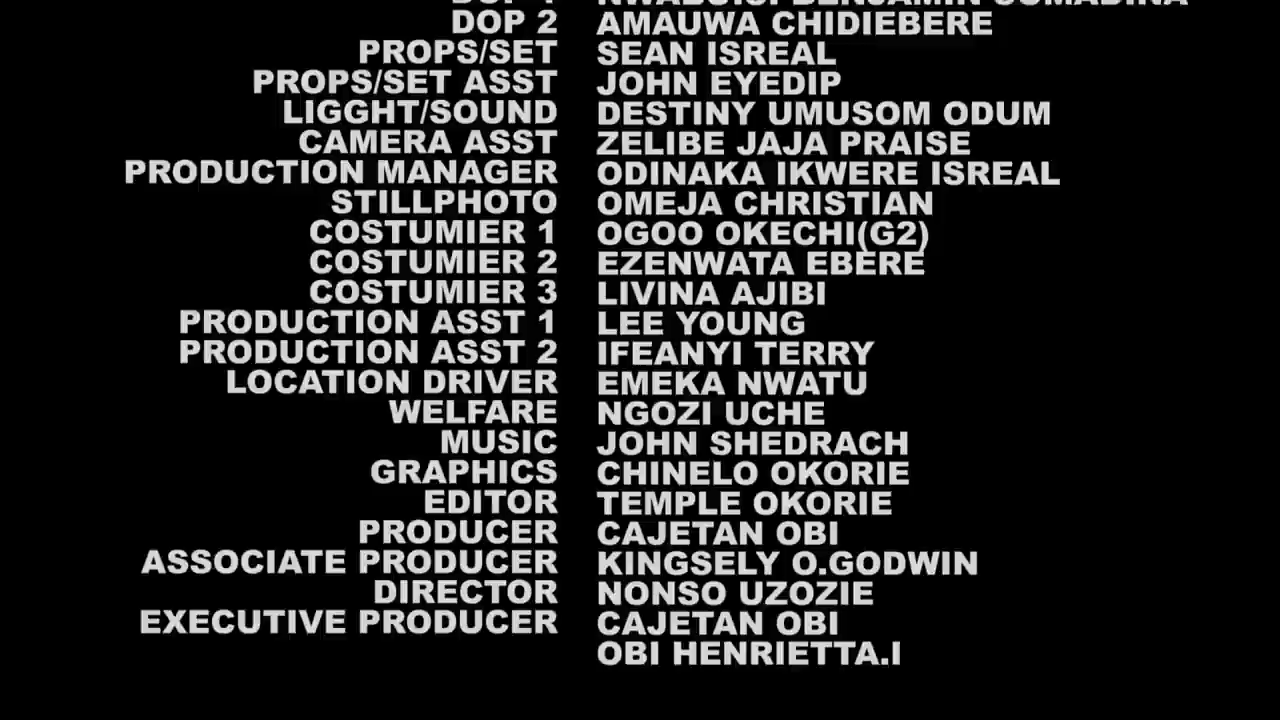 DOP 2 AMAUWA CHIDIEBERE
PROPS/SET SEAN ISREAL
PROPS/SET ASST JOHN EYEDIP
LIGGHT/SOUND DESTINY UMUSOM ODUM
CAMERA ASST ZELIBE JAJA PRAISE
PRODUCTION MANAGER ODINAKA IKWERE ISREAL
STILLPHOTO OMEJA CHRISTIAN
COSTUMIER 1 OGOO OKECHI(G2)
COSTUMIER 2 EZENWATA EBERE
COSTUMIER 3 LIVINA AJIBI
PRODUCTION ASST 1 LEE YOUNG
PRODUCTION ASST 2 IFEANYI TERRY
LOCATION DRIVER EMEKA NWATU
WELFARE NGOZI UCHE
MUSIC JOHN SHEDRACH
GRAPHICS CHINELO OKORIE
EDITOR TEMPLE OKORIE
PRODUCER CAJETAN OBI
ASSOCIATE PRODUCER KINGSELY O.GODWIN
DIRECTOR NONSO UZOZIE
EXECUTIVE PRODUCER CAJETAN OBI
OBI HENRIETTA.I